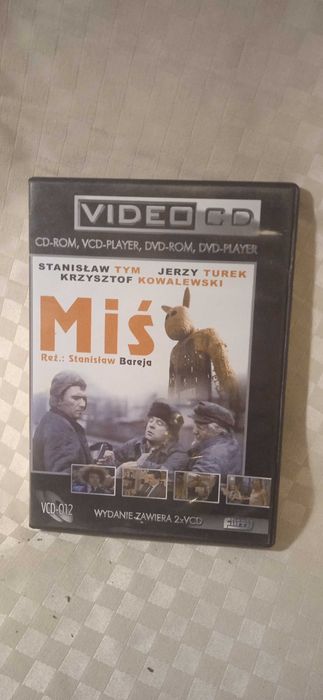 VIDEO CD
CD-ROM, VCD-PLAYER, DVD-ROM, DVD-PLAYER
STANISŁAW TYM JERZY TUREK
KRZYSZTOF KOWALEWSKI
Miś
Reż.: Stanisław Bareja
VCD-012
WYDANIE ZAWIERA 2xVCD